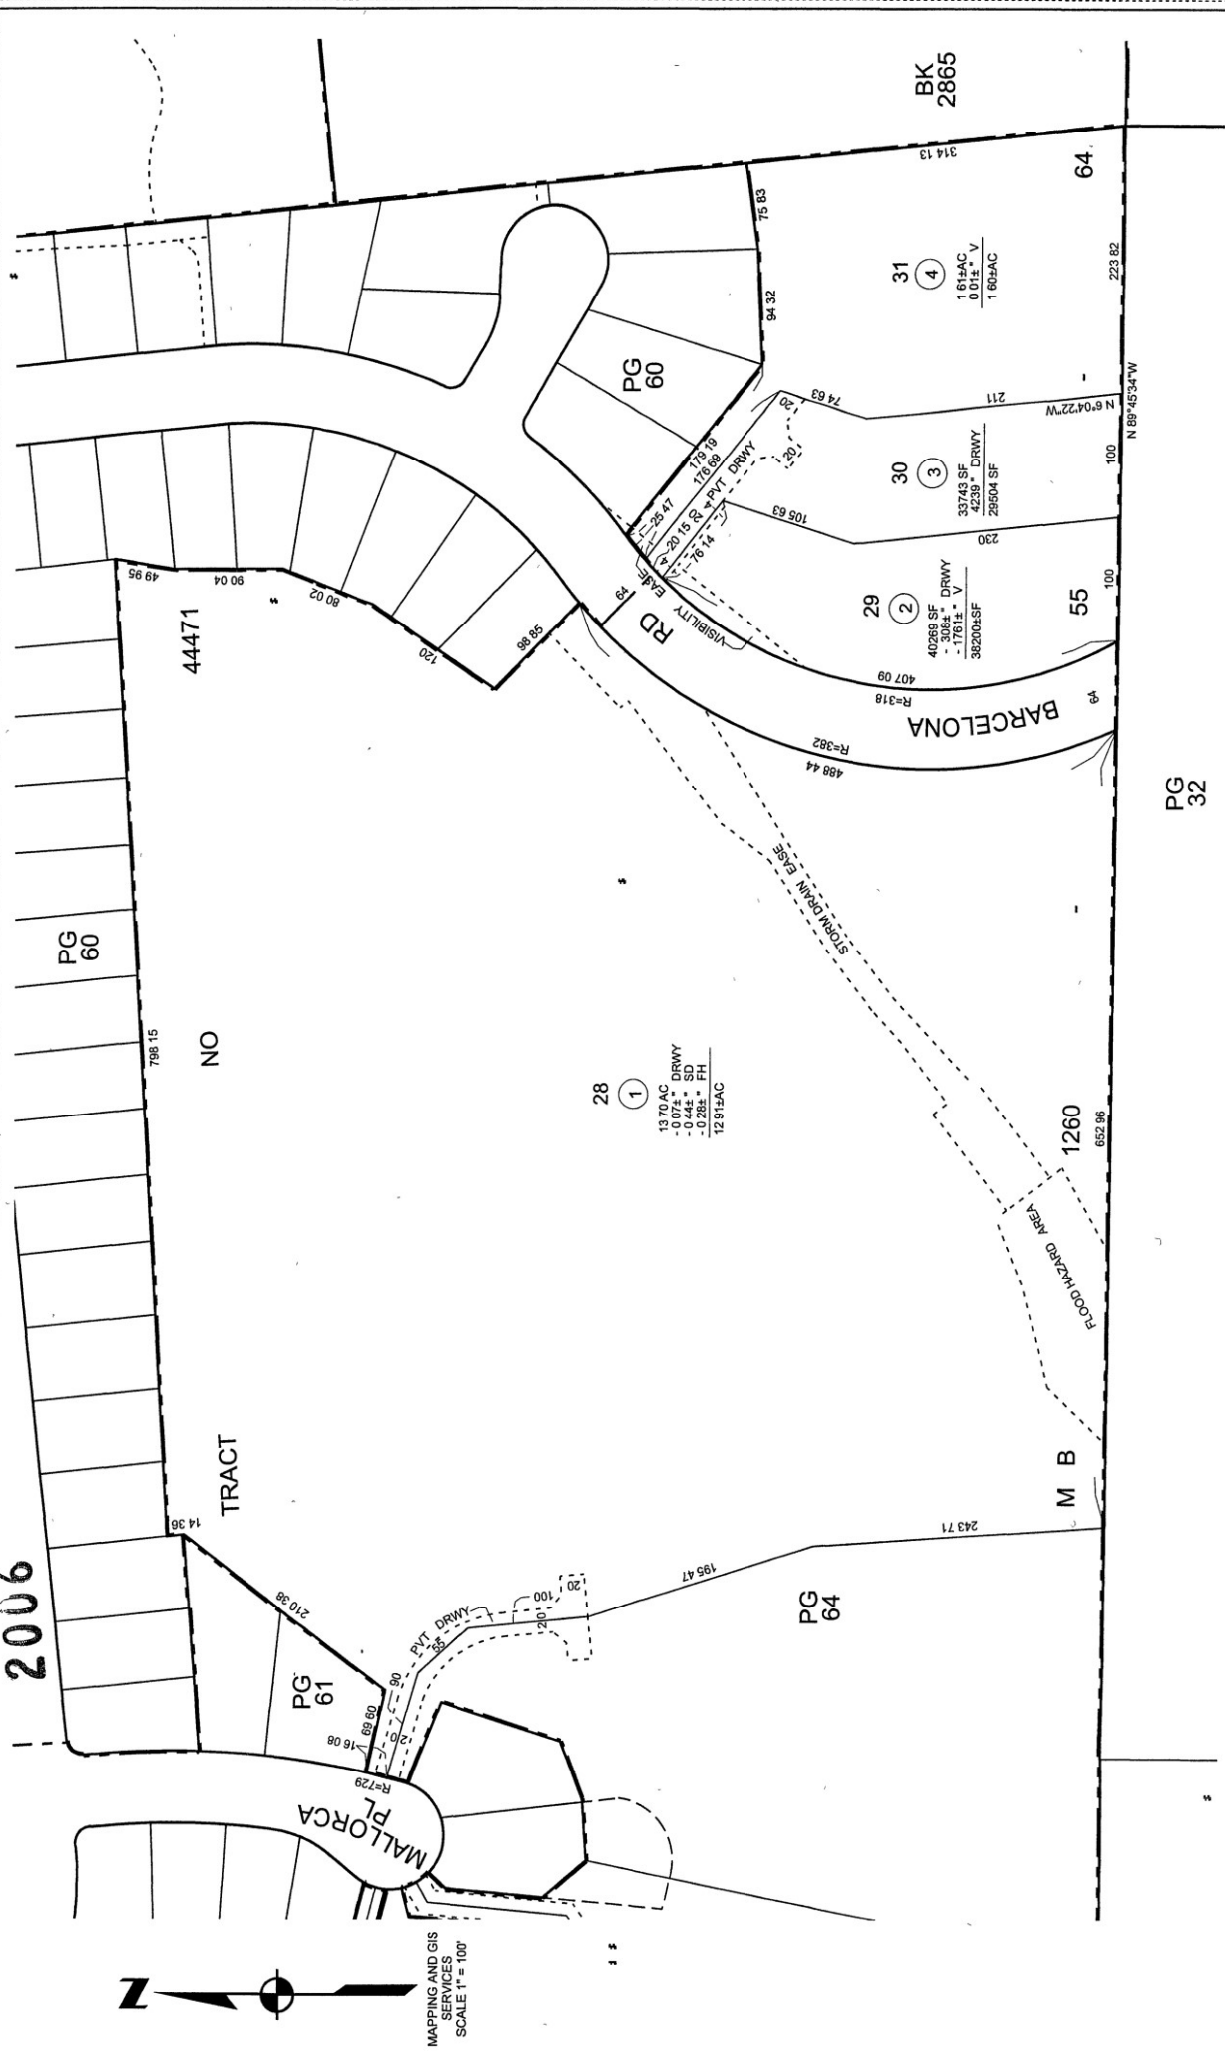 2006
BK
2865
314 13
64
75 83
94 32
31
4
1 61±AC
0 01±" V
1 60±AC
223 82
PG
60
N 89°45'34"W
N 6°04'22"W
211
74 63
20
20
179 19
176 69
PVT DRWY
25 47
20 15
76 14
30
3
33743 SF
4239 " DRWY
29504 SF
100
105 63
230
29
2
40269 SF
- 308± " DRWY
- 1761± " V
38200±SF
100
55
64
EASE
VISIBILITY
RD
BARCELONA
64
407 09
R=318
R=382
488 44
49 95
90 04
80 02
120
98 85
44471
PG
32
STORM DRAIN EASE
PG
60
798 15
NO
28
1
13 70 AC
- 0 07± " DRWY
- 0 44± " SD
- 0 28± " FH
12 91±AC
1260
652 96
FLOOD HAZARD AREA
M B
TRACT
14 36
210 38
243 71
195 47
PG
64
PG
61
PVT DRWY
100
20
20
55
90
20
69 60
16 08
R=729
MALLORCA
PL
N
MAPPING AND GIS
SERVICES
SCALE 1" = 100'